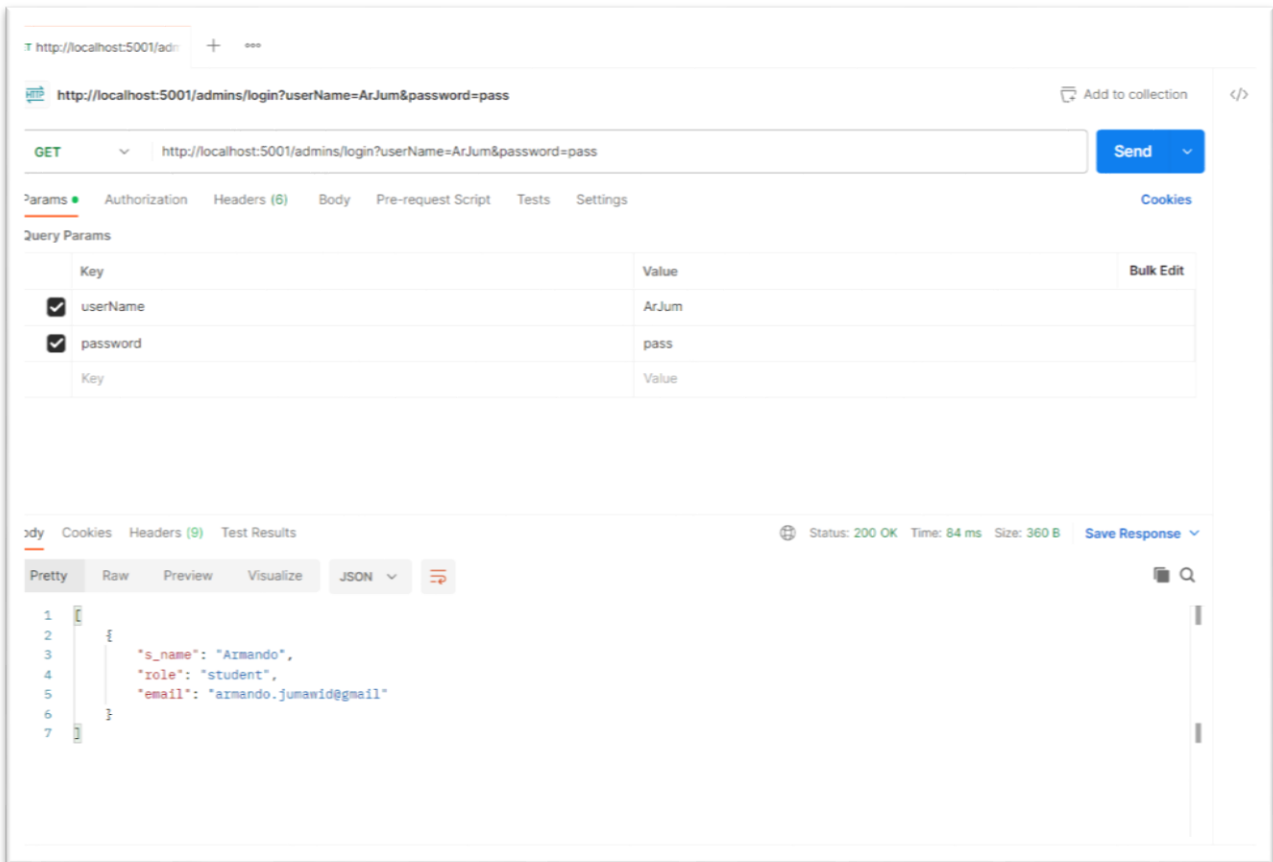 T http://localhost:5001/adm + ooo
HTTP http://localhost:5001/admins/login?userName=ArJum&password=pass Add to collection </>
GET http://localhost:5001/admins/login?userName=ArJum&password=pass Send
Params Authorization Headers (6) Body Pre-request Script Tests Settings Cookies
Query Params
Key Value Bulk Edit
userName ArJum
password pass
Key Value
ody Cookies Headers (9) Test Results Status: 200 OK Time: 84 ms Size: 360 B Save Response
Pretty Raw Preview Visualize JSON
1 [
2 {
3 "s_name": "Armando",
4 "role": "student",
5 "email": "armando.jumawid@gmail"
6 }
7 ]